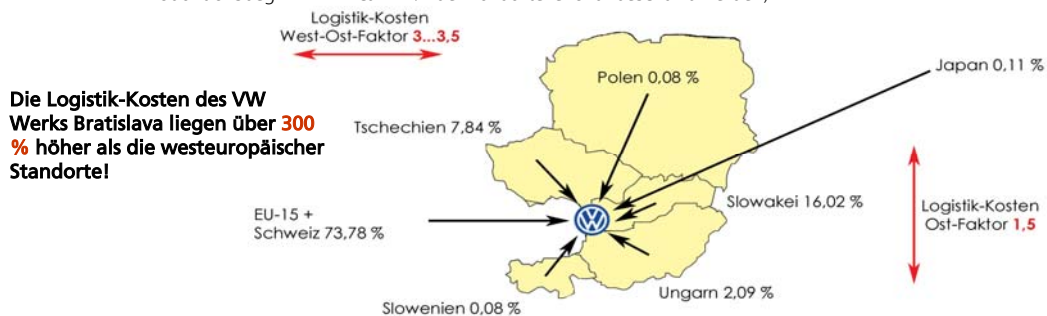 Logistik-Kosten
West-Ost-Faktor 3...3,5
Die Logistik-Kosten des VW
Werks Bratislava liegen über 300
% höher als die westeuropäischer
Standorte!
Polen 0,08 %
Japan 0,11 %
Tschechien 7,84 %
EU-15 +
Schweiz 73,78 %
Slowakei 16,02 %
Logistik-Kosten
Ost-Faktor 1,5
Ungarn 2,09 %
Slowenien 0,08 %